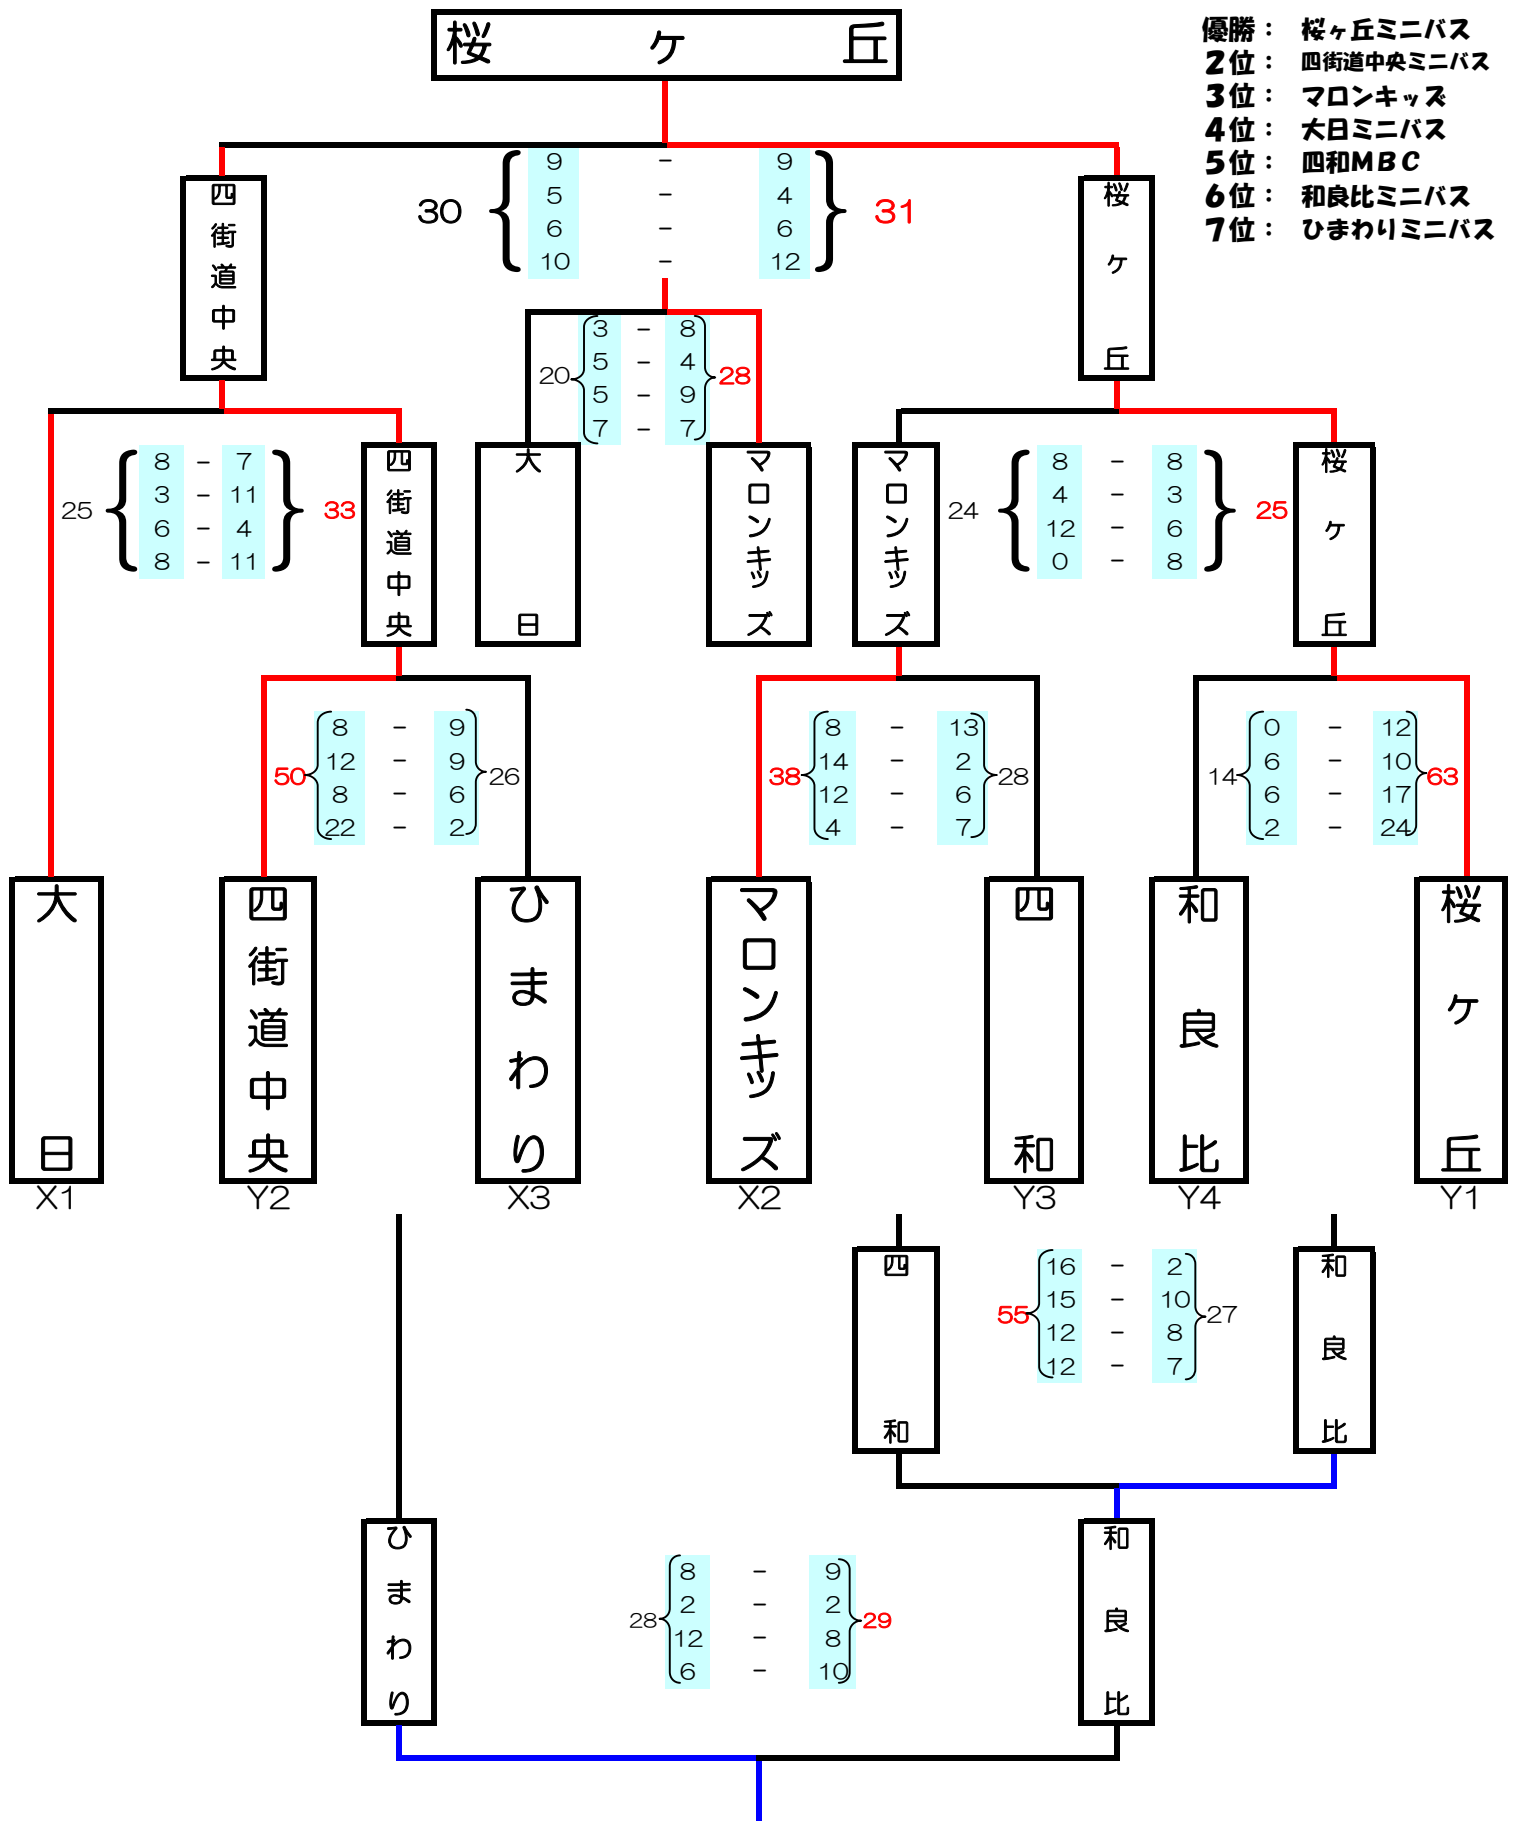 桜ヶ丘
優勝： 桜ヶ丘ミニバス
２位： 四街道中央ミニバス
３位： マロンキッズ
４位： 大日ミニバス
５位： 四和ＭＢＣ
６位： 和良比ミニバス
７位： ひまわりミニバス
四街道中央
30
9 - 9
5 - 4
6 - 6
10 - 12
31
桜ヶ丘
20
3 - 8
5 - 4
5 - 9
7 - 7
28
25
8 - 7
3 - 11
6 - 4
8 - 11
33
四街道中央
大日
マロンキッズ
マロンキッズ
24
8 - 8
4 - 3
12 - 6
0 - 8
25
桜ヶ丘
50
8 - 9
12 - 9
8 - 6
22 - 2
26
38
8 - 13
14 - 2
12 - 6
4 - 7
28
14
0 - 12
6 - 10
6 - 17
2 - 24
63
大日
四街道中央
ひまわり
マロンキッズ
四和
和良比
桜ヶ丘
X1 Y2 X3 X2 Y3 Y4 Y1
四和
55
16 - 2
15 - 10
12 - 8
12 - 7
27
和良比
ひまわり
28
8 - 9
2 - 2
12 - 8
6 - 10
29
和良比